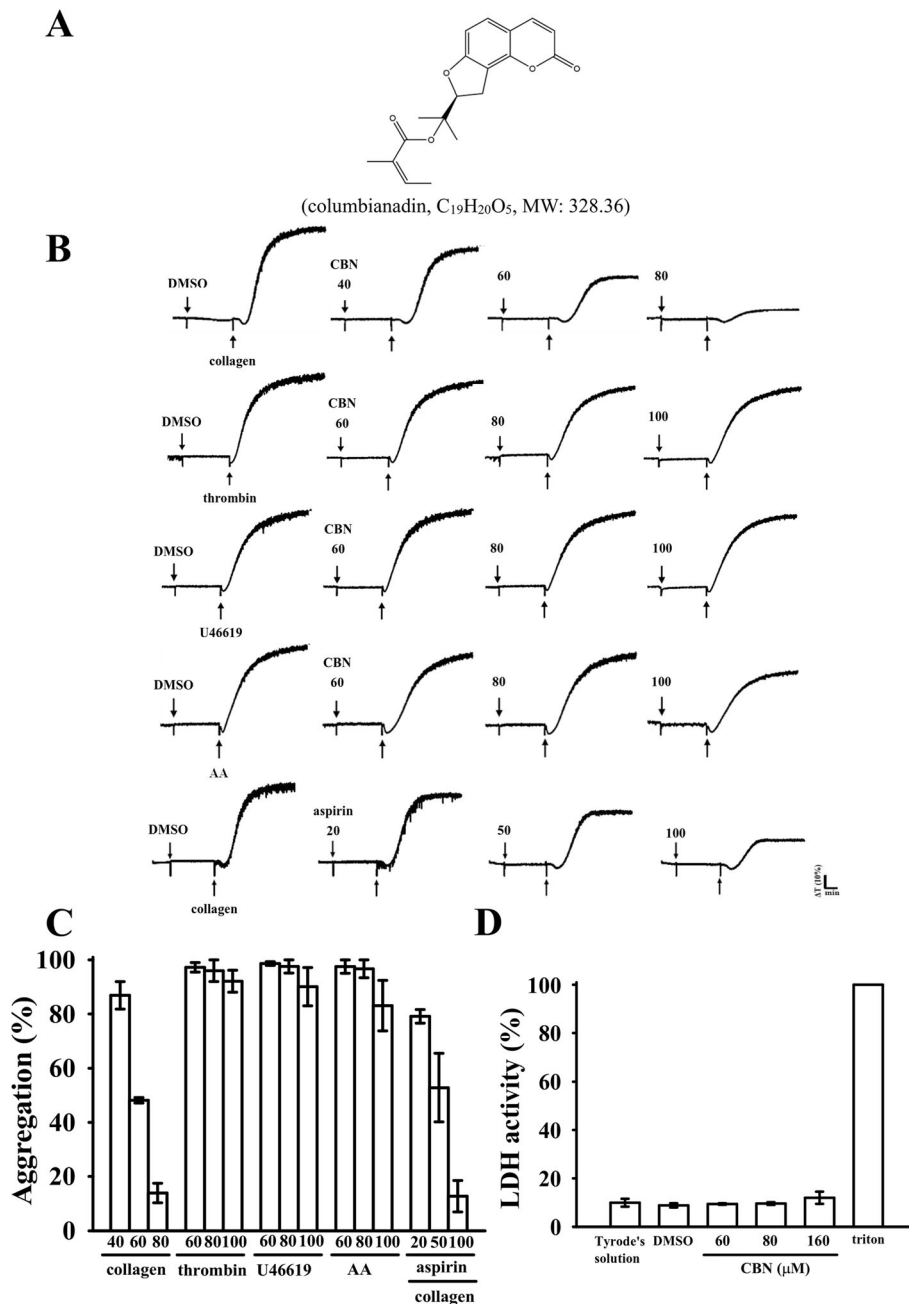 A
O
O
O
O
O
(columbianadin, C₁₉H₂₀O₅, MW: 328.36)
B
DMSO
CBN
40
60
80
collagen
DMSO
CBN
60
80
100
thrombin
DMSO
CBN
60
80
100
U46619
DMSO
CBN
60
80
100
AA
DMSO
aspirin
20
50
100
collagen
ΔT (10%)
min
C
Aggregation (%)
100
80
60
40
20
0
40 60 80 60 80 100 60 80 100 60 80 100 20 50 100
collagen thrombin U46619 AA aspirin
collagen
D
LDH activity (%)
100
80
60
40
20
0
Tyrode's
solution
DMSO 60 80 160 triton
CBN (μM)